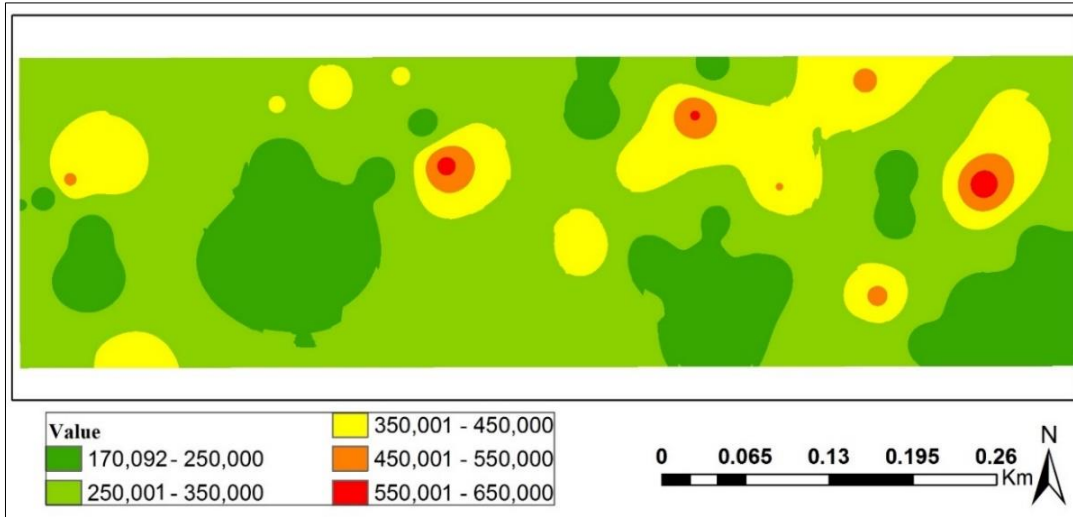 Value
170,092 - 250,000
250,001 - 350,000
350,001 - 450,000
450,001 - 550,000
550,001 - 650,000
0 0.065 0.13 0.195 0.26
Km
N